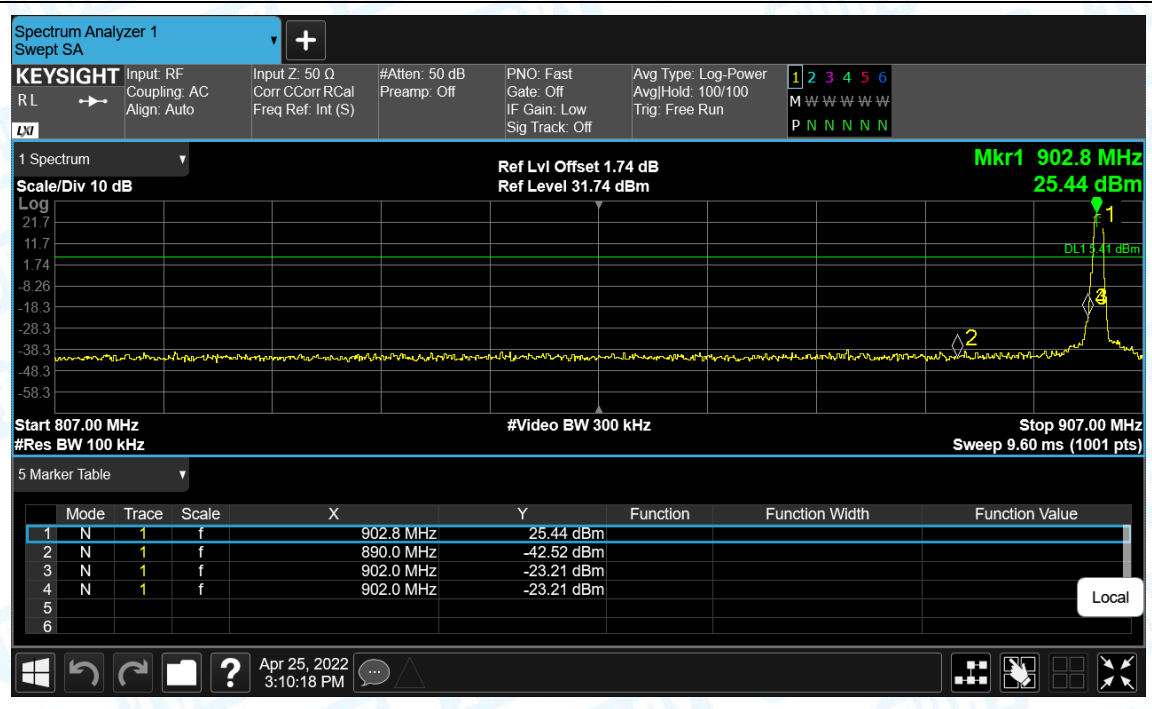 Spectrum Analyzer 1
Swept SA
+
KEYSIGHT
RL
LXI
Input: RF
Coupling: AC
Align: Auto
Input Z: 50 Ω
Corr CCorr RCal
Freq Ref: Int (S)
#Atten: 50 dB
Preamp: Off
PNO: Fast
Gate: Off
IF Gain: Low
Sig Track: Off
Avg Type: Log-Power
Avg|Hold: 100/100
Trig: Free Run
1 2 3 4 5 6
M W W W W W
P N N N N N
1 Spectrum
Scale/Div 10 dB
Ref Lvl Offset 1.74 dB
Ref Level 31.74 dBm
Mkr1 902.8 MHz
25.44 dBm
Log
21.7
11.7
1.74
-8.26
-18.3
-28.3
-38.3
-48.3
-58.3
1
DL1 5.41 dBm
2
Start 807.00 MHz
#Res BW 100 kHz
#Video BW 300 kHz
Stop 907.00 MHz
Sweep 9.60 ms (1001 pts)
5 Marker Table
Mode Trace Scale X Y Function Function Width Function Value
1 N 1 f 902.8 MHz 25.44 dBm
2 N 1 f 890.0 MHz -42.52 dBm
3 N 1 f 902.0 MHz -23.21 dBm
4 N 1 f 902.0 MHz -23.21 dBm
5
6
Local
?
Apr 25, 2022
3:10:18 PM